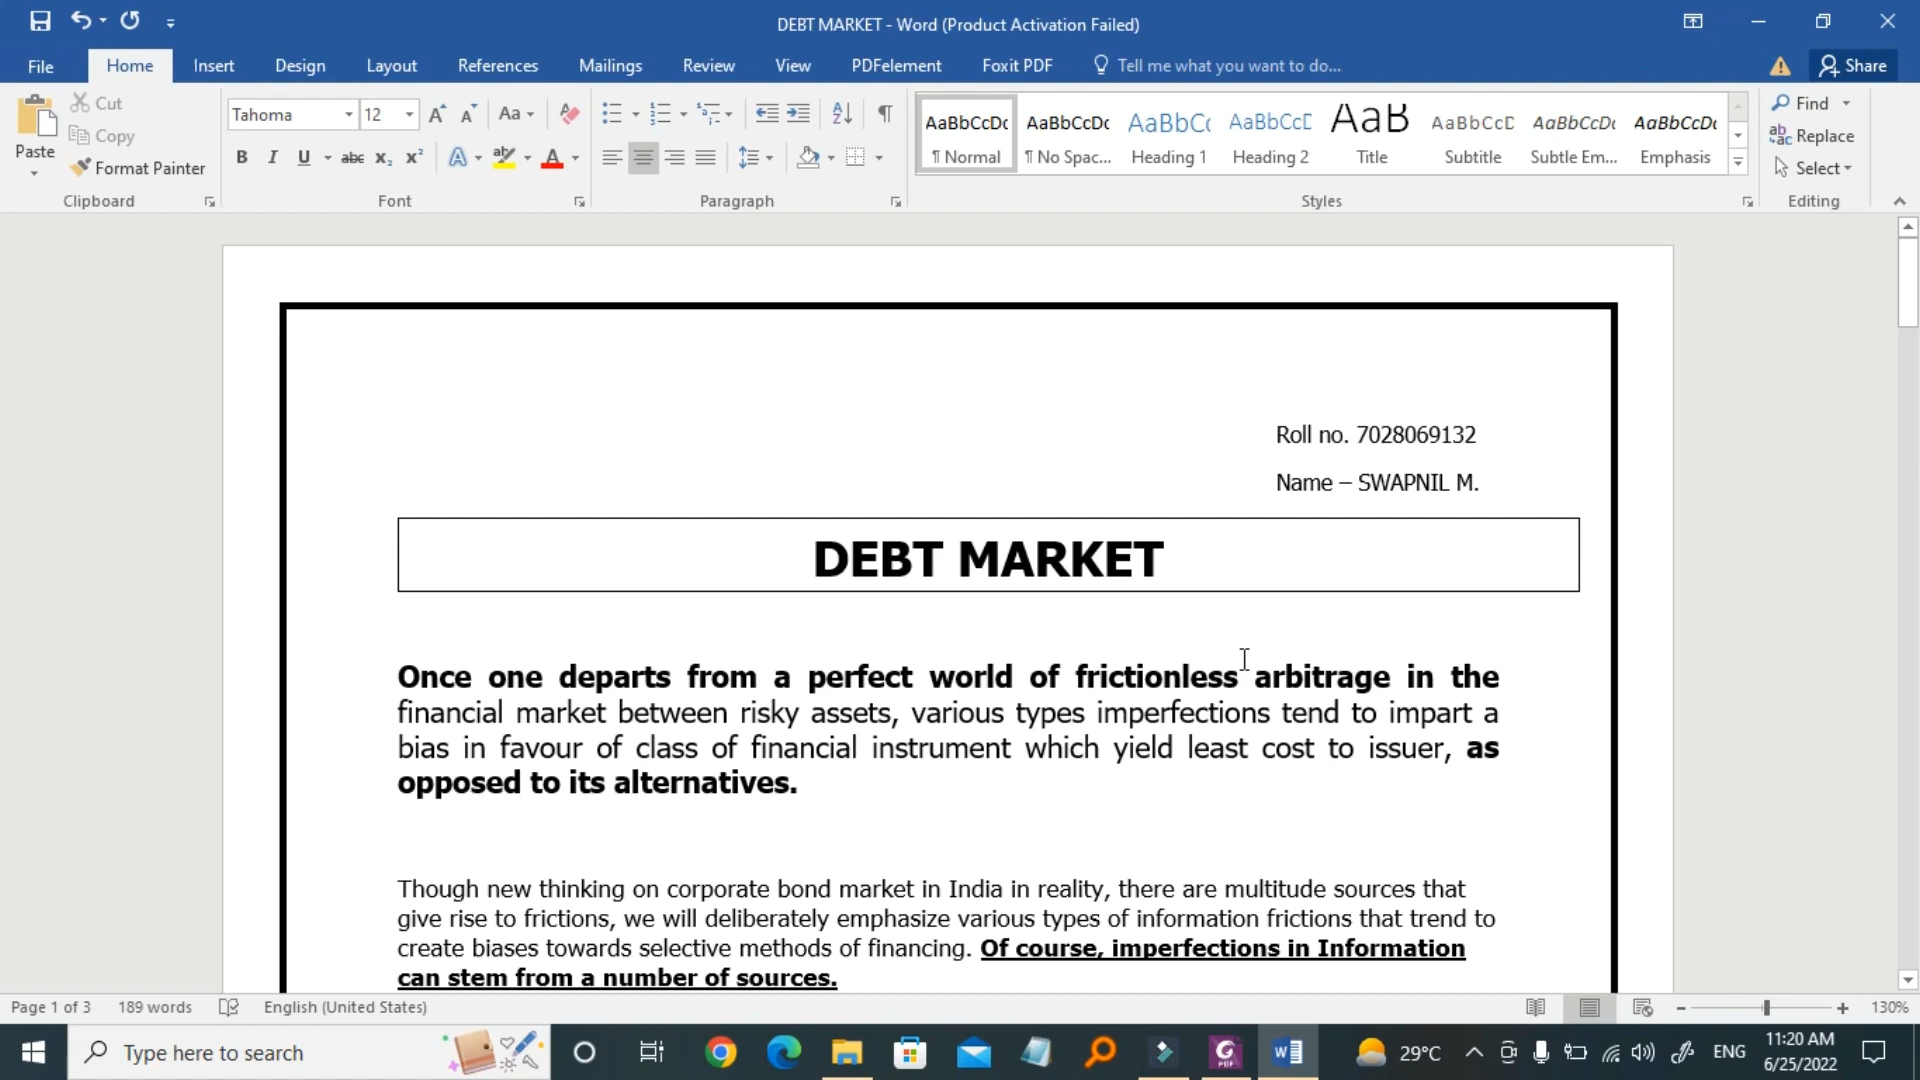 DEBT MARKET - Word (Product Activation Failed)
File Home Insert Design Layout References Mailings Review View PDFelement Foxit PDF Tell me what you want to do... Share
Paste
Cut
Copy
Format Painter
Clipboard
Tahoma 12
Font
Paragraph
AaBbCcDc AaBbCcDc AaBbCc AaBbCcD AaB AaBbCcD AaBbCcDc AaBbCcDc
¶ Normal ¶ No Spac... Heading 1 Heading 2 Title Subtitle Subtle Em... Emphasis
Styles
Find
Replace
Select
Editing
Roll no. 7028069132
Name – SWAPNIL M.
DEBT MARKET
Once one departs from a perfect world of frictionless arbitrage in the
financial market between risky assets, various types imperfections tend to impart a
bias in favour of class of financial instrument which yield least cost to issuer, as
opposed to its alternatives.
Though new thinking on corporate bond market in India in reality, there are multitude sources that
give rise to frictions, we will deliberately emphasize various types of information frictions that trend to
create biases towards selective methods of financing. Of course, imperfections in Information
can stem from a number of sources.
Page 1 of 3 189 words English (United States) 130%
Type here to search
29°C ENG
11:20 AM
6/25/2022